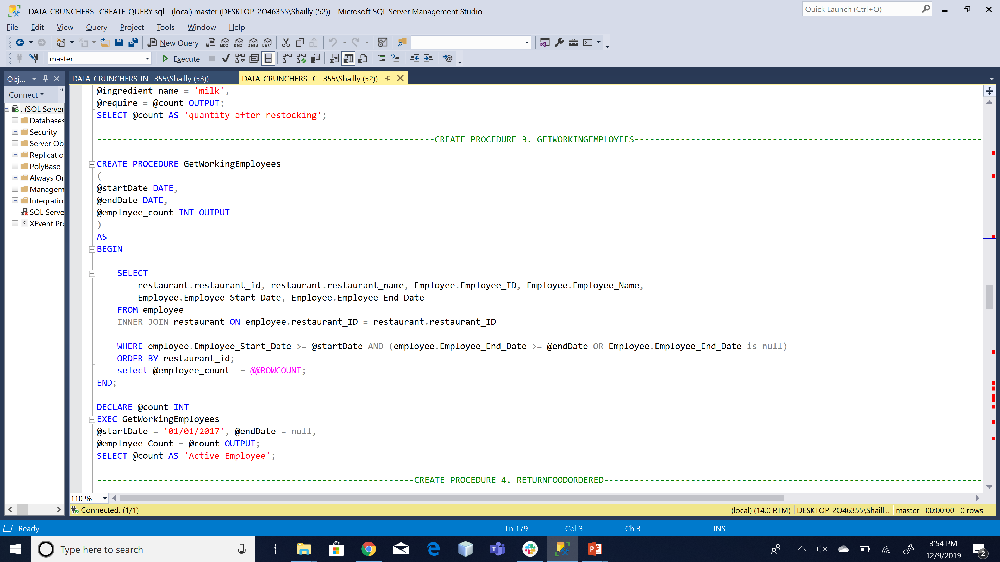 DATA_CRUNCHERS_ CREATE_QUERY.sql - (local).master (DESKTOP-2O46355\Shailly (52)) - Microsoft SQL Server Management Studio
Quick Launch (Ctrl+Q)
File Edit View Query Project Tools Window Help
New Query MDX DMX XMLA DAX
master Execute
Obj... DATA_CRUNCHERS_IN...355\Shailly (53)) DATA_CRUNCHERS_ C...355\Shailly (52))
Connect
. (SQL Server
Databases
Security
Server Ob
Replicatio
PolyBase
Always On
Managem
Integration
SQL Serve
XEvent Pro
@ingredient_name = 'milk',
@require = @count OUTPUT;
SELECT @count AS 'quantity after restocking';
------------------------------------------------------------------CREATE PROCEDURE 3. GETWORKINGEMPLOYEES--------------------------------------------------------------------
CREATE PROCEDURE GetWorkingEmployees
(
@startDate DATE,
@endDate DATE,
@employee_count INT OUTPUT
)
AS
BEGIN
SELECT
restaurant.restaurant_id, restaurant.restaurant_name, Employee.Employee_ID, Employee.Employee_Name,
Employee.Employee_Start_Date, Employee.Employee_End_Date
FROM employee
INNER JOIN restaurant ON employee.restaurant_ID = restaurant.restaurant_ID
WHERE employee.Employee_Start_Date >= @startDate AND (employee.Employee_End_Date >= @endDate OR Employee.Employee_End_Date is null)
ORDER BY restaurant_id;
select @employee_count  = @@ROWCOUNT;
END;
DECLARE @count INT
EXEC GetWorkingEmployees
@startDate = '01/01/2017', @endDate = null,
@employee_Count = @count OUTPUT;
SELECT @count AS 'Active Employee';
--------------------------------------------------------------CREATE PROCEDURE 4. RETURNFOODORDERED--------------------------------------------------------------------------
110 %
Connected. (1/1) (local) (14.0 RTM) DESKTOP-2O46355\Shaill... master 00:00:00 0 rows
Ready Ln 179 Col 3 Ch 3 INS
Type here to search
3:54 PM
12/9/2019
2